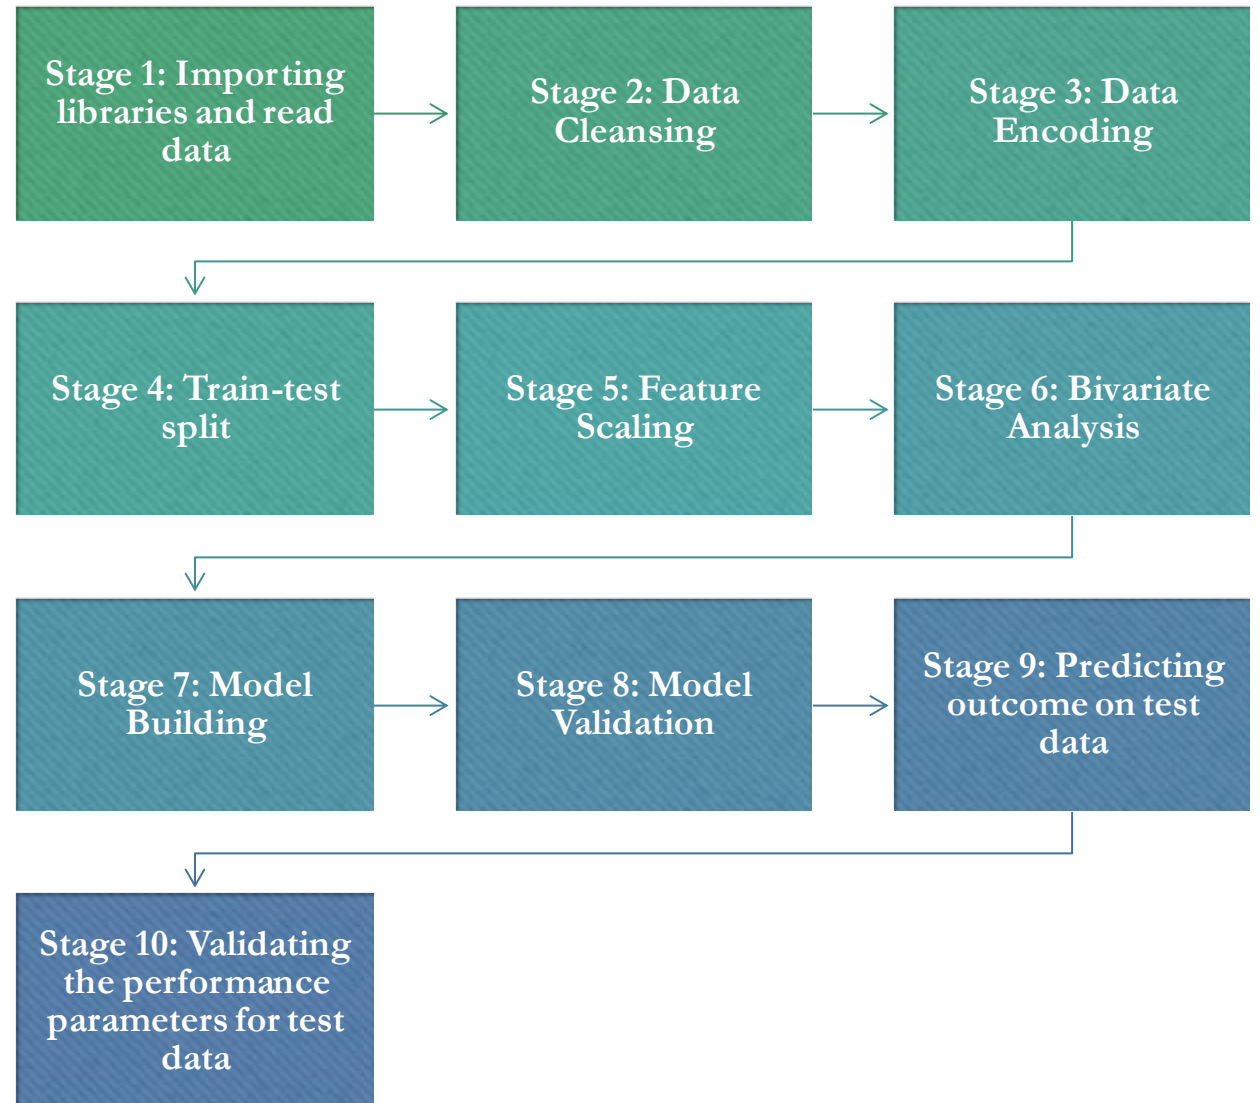 Stage 1: Importing
libraries and read
data
Stage 2: Data
Cleansing
Stage 3: Data
Encoding
Stage 4: Train-test
split
Stage 5: Feature
Scaling
Stage 6: Bivariate
Analysis
Stage 7: Model
Building
Stage 8: Model
Validation
Stage 9: Predicting
outcome on test
data
Stage 10: Validating
the performance
parameters for test
data